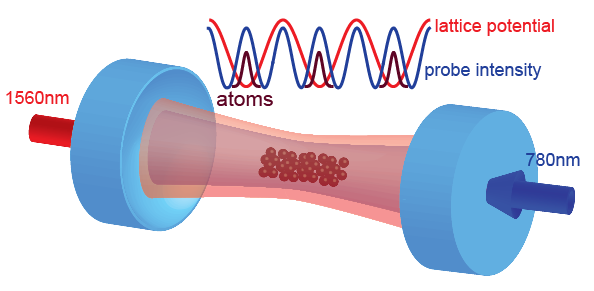 lattice potential
probe intensity
1560nm
atoms
780nm